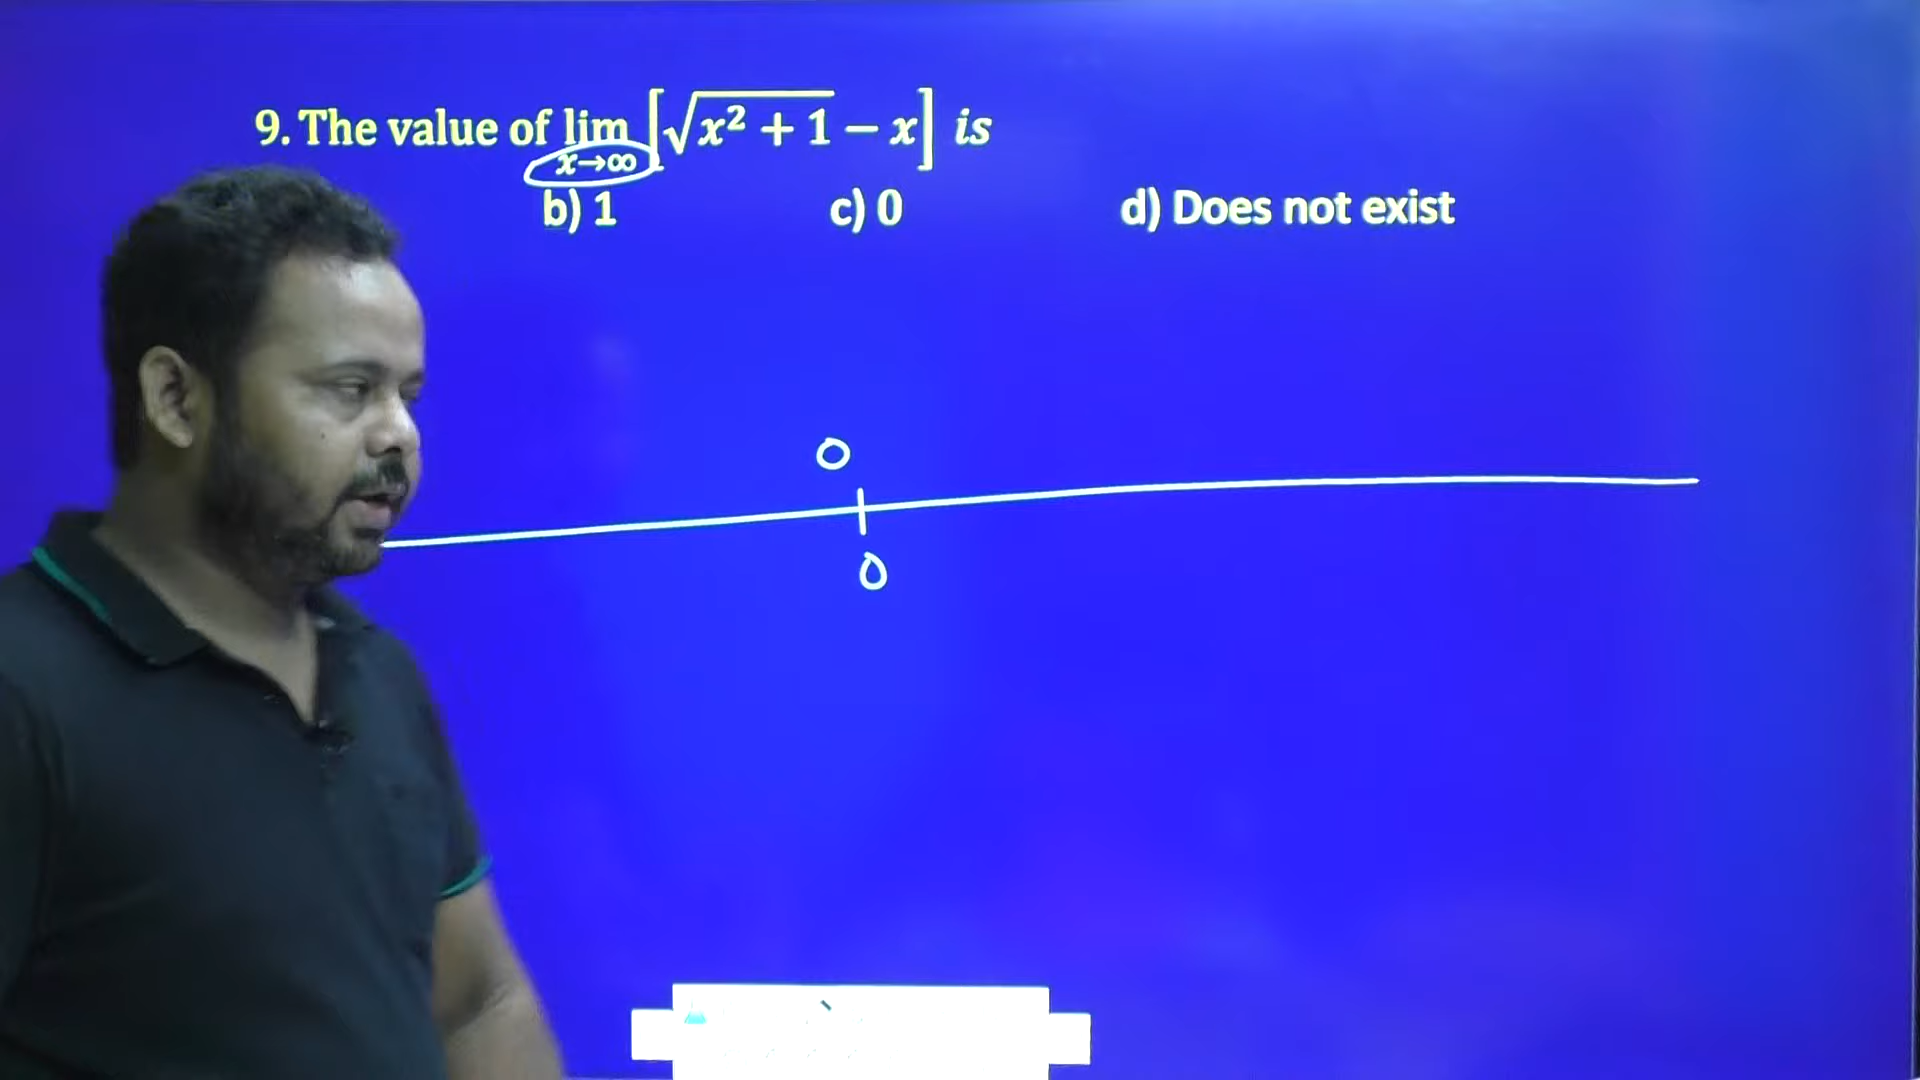 9. The value of lim [√x² + 1 – x] is
x→∞
b) 1 c) 0 d) Does not exist
0
0